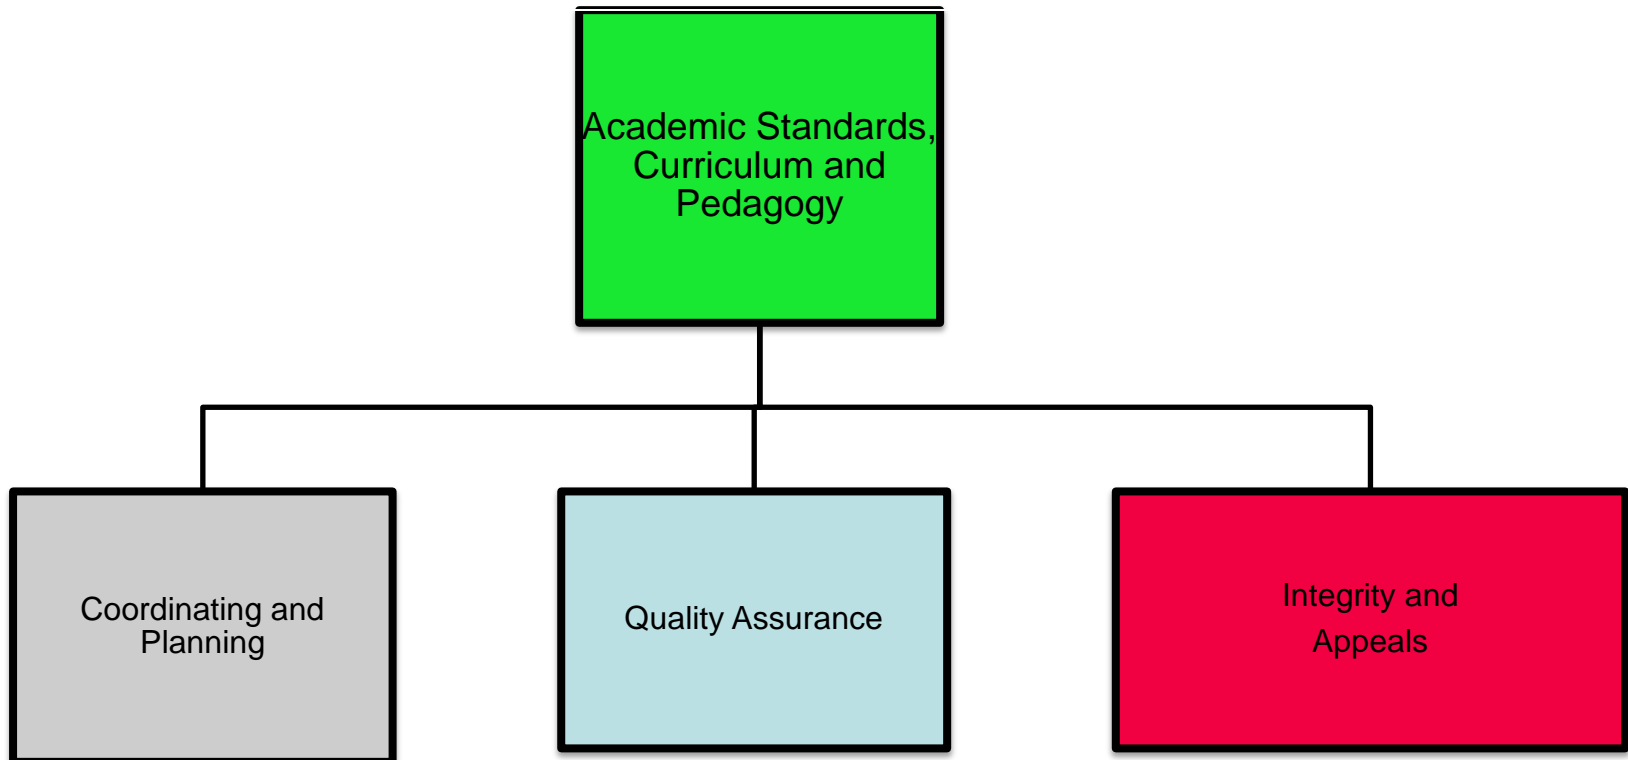 Academic Standards,
Curriculum and
Pedagogy
Coordinating and
Planning
Quality Assurance
Integrity and
Appeals